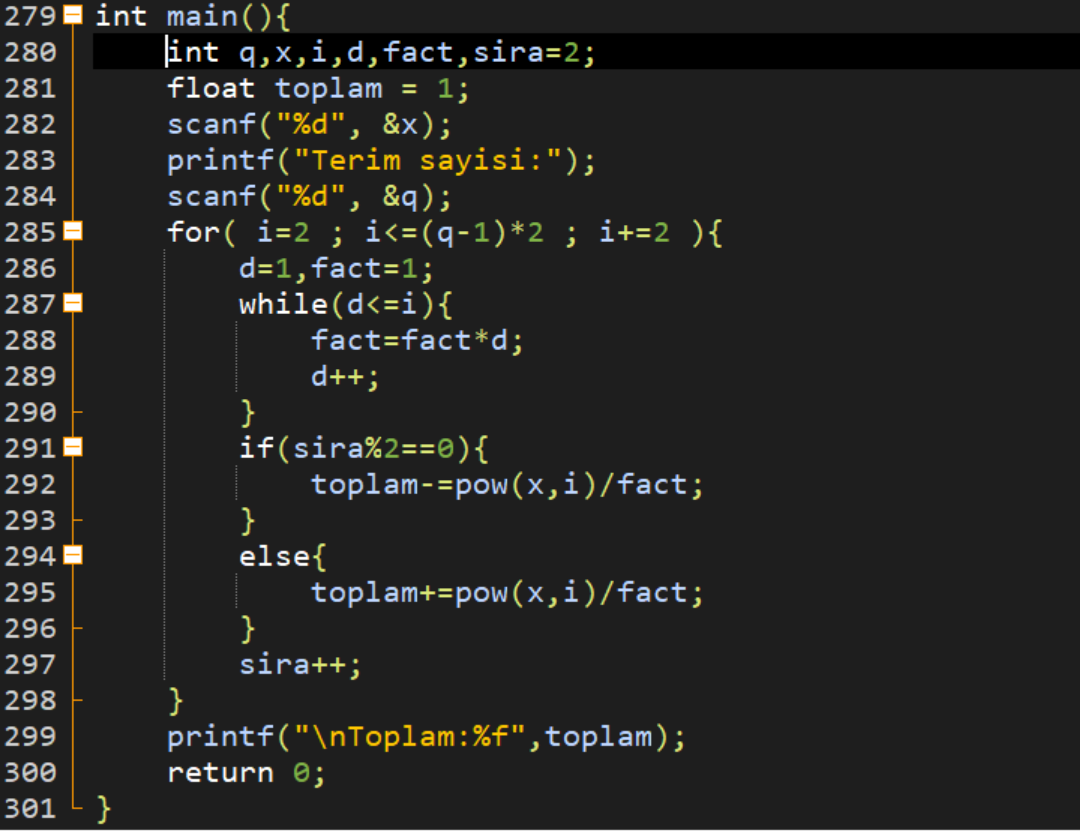 279 int main(){
280 int q,x,i,d,fact,sira=2;
281 float toplam = 1;
282 scanf("%d", &x);
283 printf("Terim sayisi:");
284 scanf("%d", &q);
285 for( i=2 ; i<=(q-1)*2 ; i+=2 ){
286 d=1,fact=1;
287 while(d<=i){
288 fact=fact*d;
289 d++;
290 }
291 if(sira%2==0){
292 toplam-=pow(x,i)/fact;
293 }
294 else{
295 toplam+=pow(x,i)/fact;
296 }
297 sira++;
298 }
299 printf("\nToplam:%f",toplam);
300 return 0;
301 }